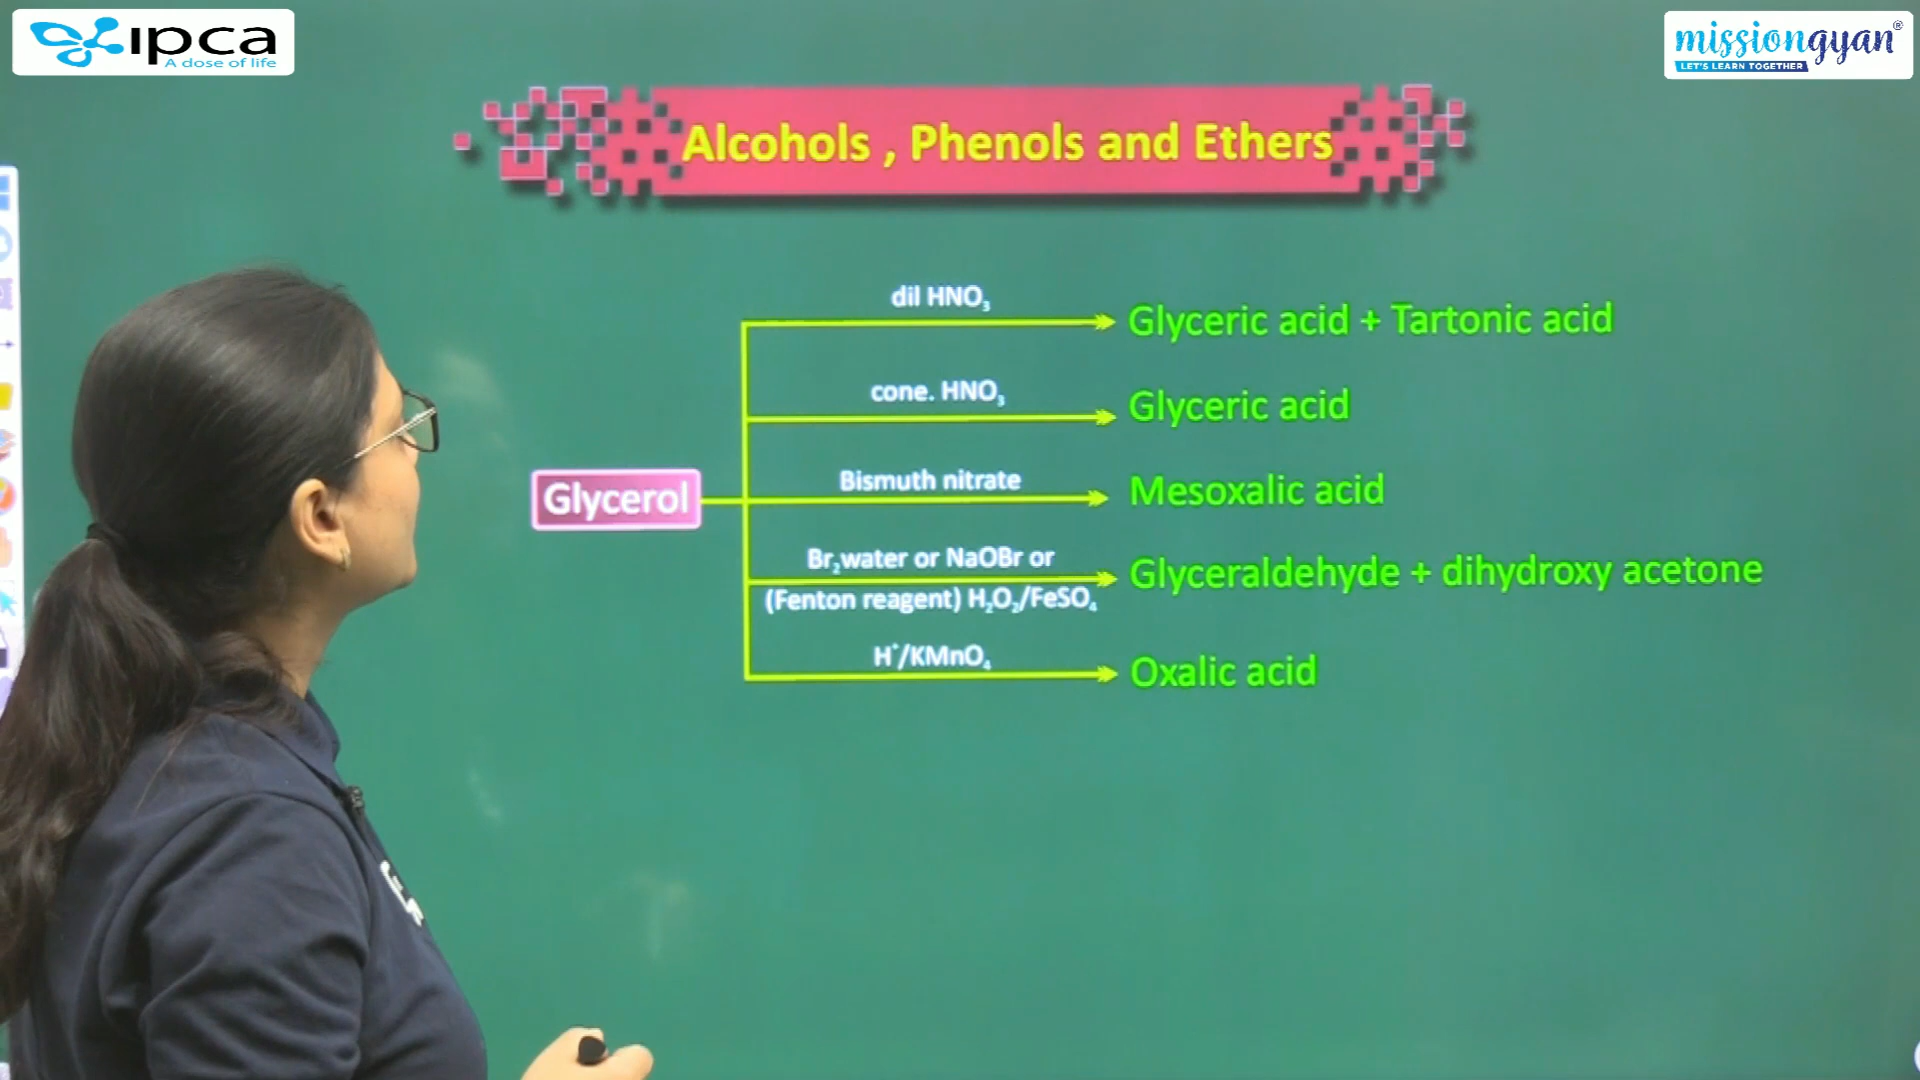 ipca
A dose of life
missiongyan®
LET'S LEARN TOGETHER
Alcohols , Phenols and Ethers
dil HNO₃
Glyceric acid + Tartonic acid
cone. HNO₃
Glyceric acid
Glycerol
Bismuth nitrate
Mesoxalic acid
Br₂water or NaOBr or
Glyceraldehyde + dihydroxy acetone
(Fenton reagent) H₂O₂/FeSO₄
H⁺/KMnO₄
Oxalic acid